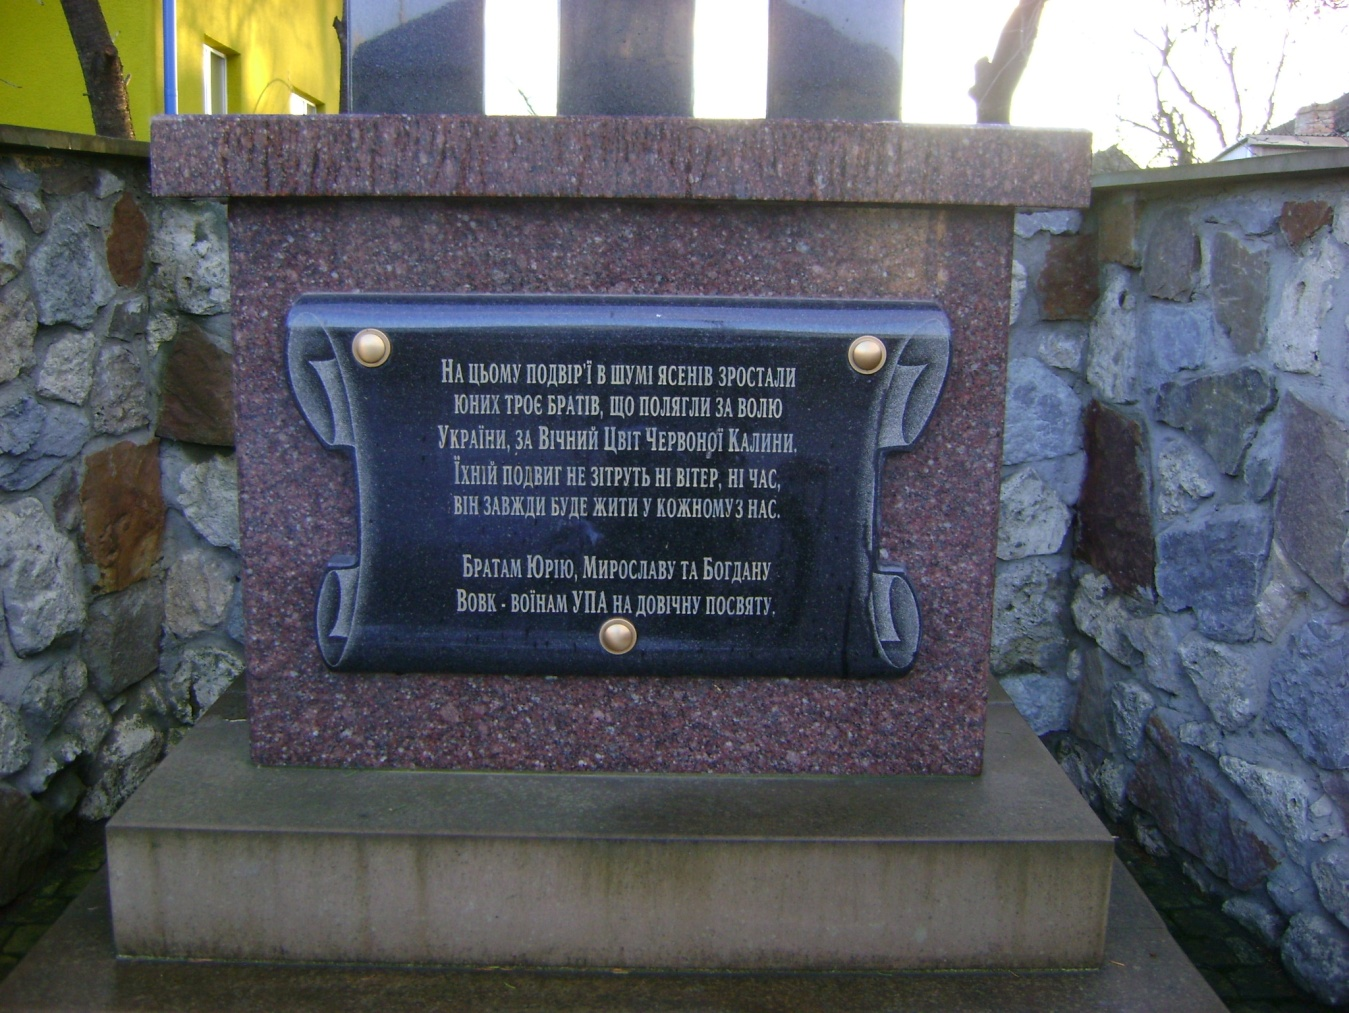 На цьому подвір'ї в шумі ясенів зростали
юних троє братів, що полягли за волю
України, за Вічний Цвіт Червоної Калини.
Їхній подвиг не зітруть ні вітер, ні час,
він завжди буде жити у кожному з нас.
Братам Юрію, Мирославу та Богдану
Вовк - воїнам УПА на довічну посвяту.